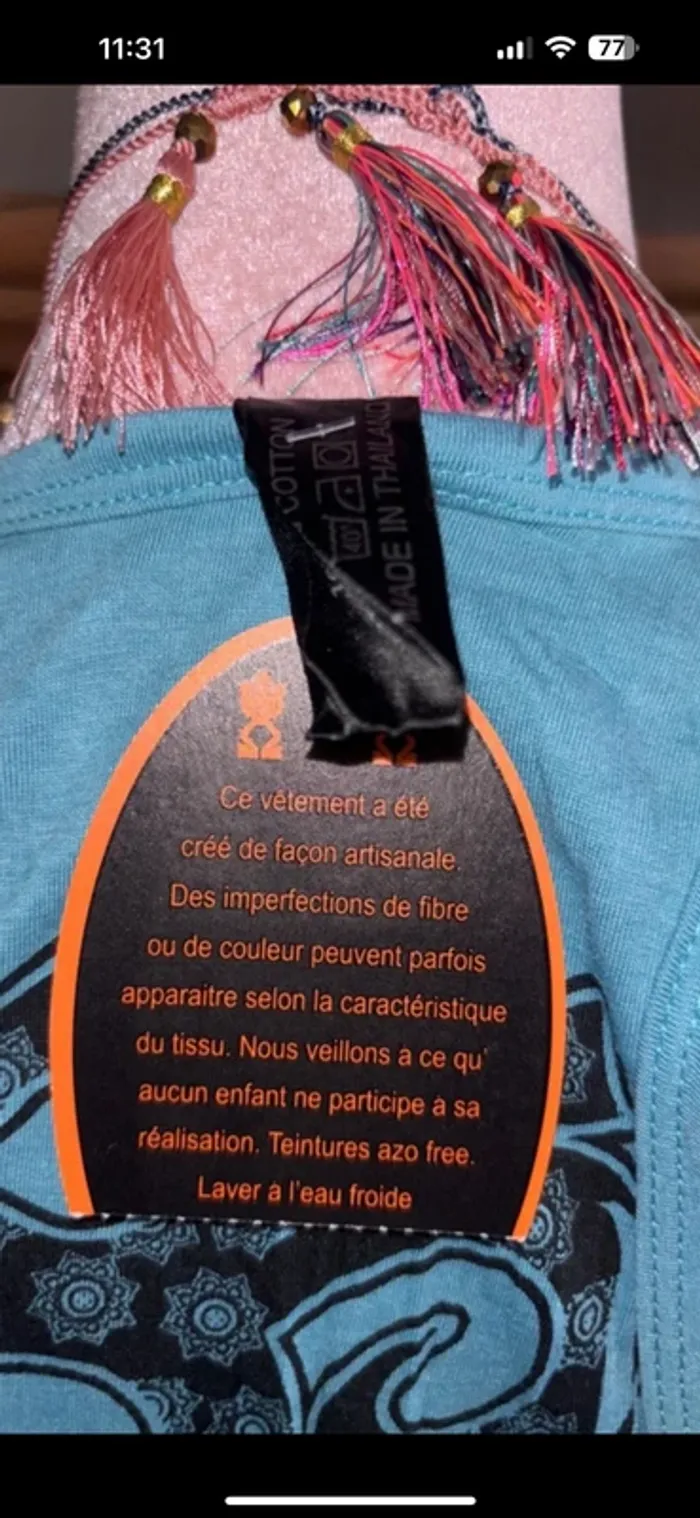 11:31
77
COTTON
40°
MADE IN THAILAND
Ce vêtement a été
créé de façon artisanale.
Des imperfections de fibre
ou de couleur peuvent parfois
apparaitre selon la caractéristique
du tissu. Nous veillons à ce qu'
aucun enfant ne participe à sa
réalisation. Teintures azo free.
Laver à l'eau froide